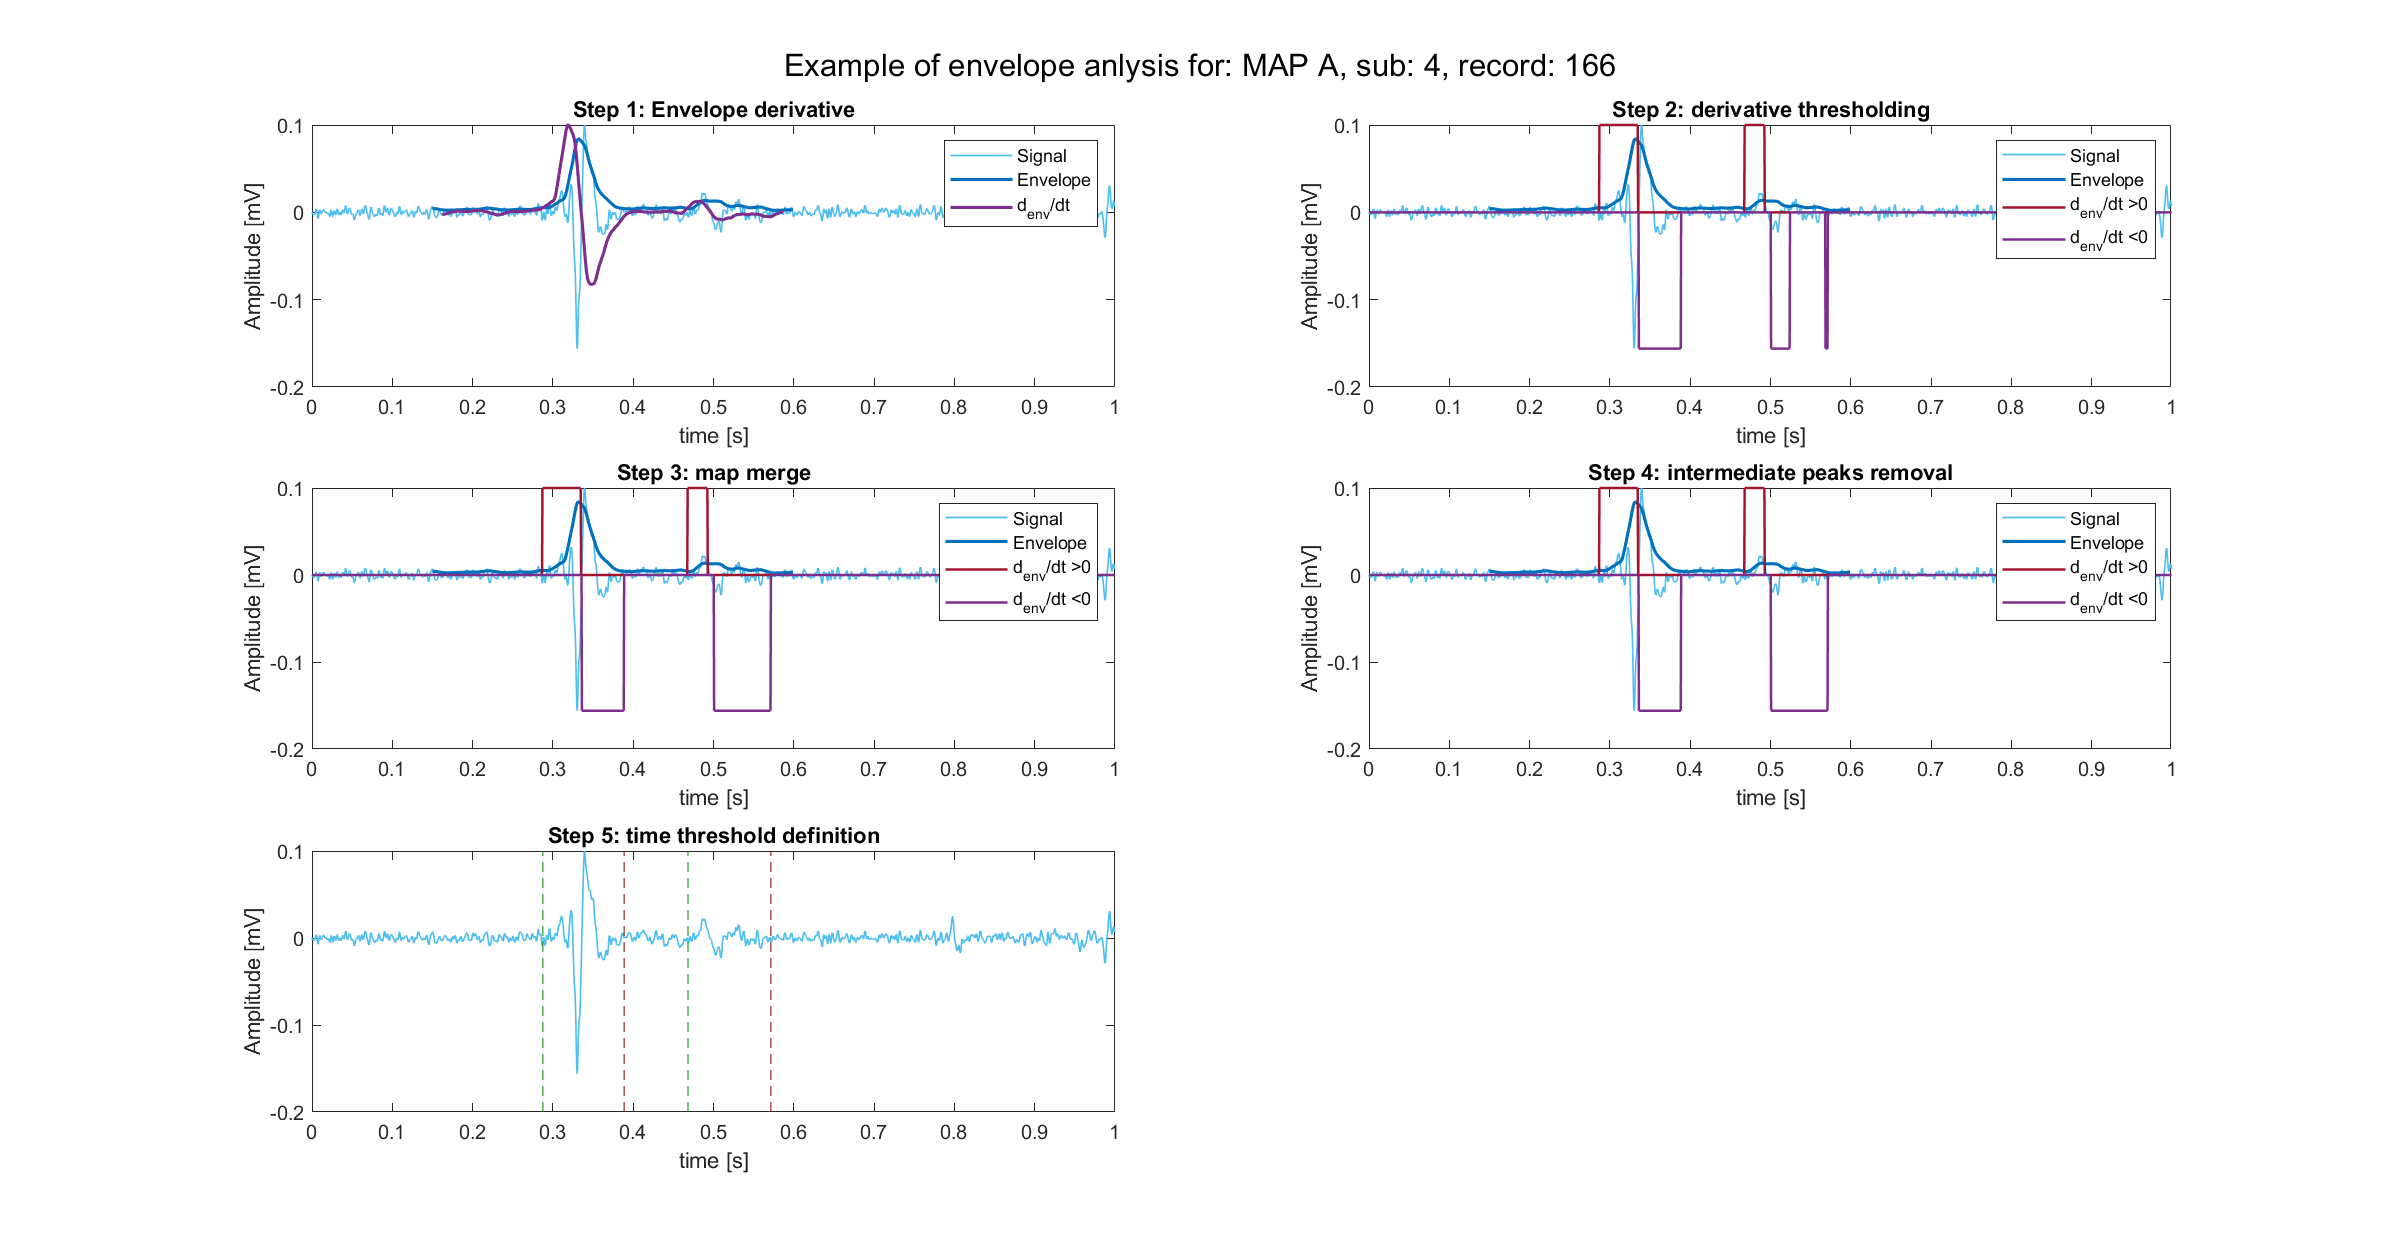 Example of envelope anlysis for: MAP A, sub: 4, record: 166
Step 1: Envelope derivative
0.1
0
-0.1
-0.2
Amplitude [mV]
Signal
Envelope
d_env/dt
0 0.1 0.2 0.3 0.4 0.5 0.6 0.7 0.8 0.9 1
time [s]
Step 2: derivative thresholding
0.1
0
-0.1
-0.2
Amplitude [mV]
Signal
Envelope
d_env/dt >0
d_env/dt <0
0 0.1 0.2 0.3 0.4 0.5 0.6 0.7 0.8 0.9 1
time [s]
Step 3: map merge
0.1
0
-0.1
-0.2
Amplitude [mV]
Signal
Envelope
d_env/dt >0
d_env/dt <0
0 0.1 0.2 0.3 0.4 0.5 0.6 0.7 0.8 0.9 1
time [s]
Step 4: intermediate peaks removal
0.1
0
-0.1
-0.2
Amplitude [mV]
Signal
Envelope
d_env/dt >0
d_env/dt <0
0 0.1 0.2 0.3 0.4 0.5 0.6 0.7 0.8 0.9 1
time [s]
Step 5: time threshold definition
0.1
0
-0.1
-0.2
Amplitude [mV]
0 0.1 0.2 0.3 0.4 0.5 0.6 0.7 0.8 0.9 1
time [s]